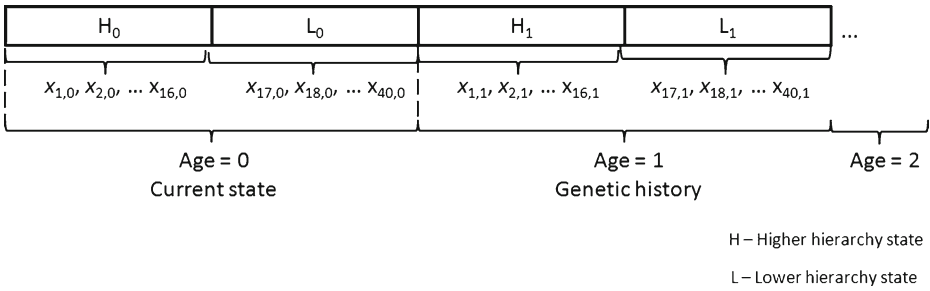 H₀ L₀ H₁ L₁ ...
x₁,₀, x₂,₀, ... x₁₆,₀ x₁₇,₀, x₁₈,₀, ... x₄₀,₀ x₁,₁, x₂,₁, ... x₁₆,₁ x₁₇,₁, x₁₈,₁, ... x₄₀,₁
Age = 0 Age = 1 Age = 2
Current state Genetic history
H – Higher hierarchy state
L – Lower hierarchy state